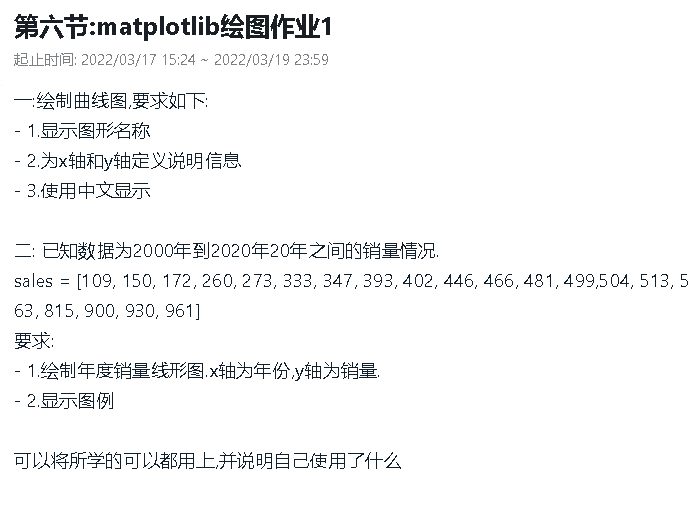 第六节:matplotlib绘图作业1
起止时间: 2022/03/17 15:24 ~ 2022/03/19 23:59
一:绘制曲线图,要求如下:
- 1.显示图形名称
- 2.为x轴和y轴定义说明信息
- 3.使用中文显示
二: 已知数据为2000年到2020年20年之间的销量情况.
sales = [109, 150, 172, 260, 273, 333, 347, 393, 402, 446, 466, 481, 499,504, 513, 5
63, 815, 900, 930, 961]
要求:
- 1.绘制年度销量线形图.x轴为年份,y轴为销量.
- 2.显示图例
可以将所学的可以都用上,并说明自己使用了什么